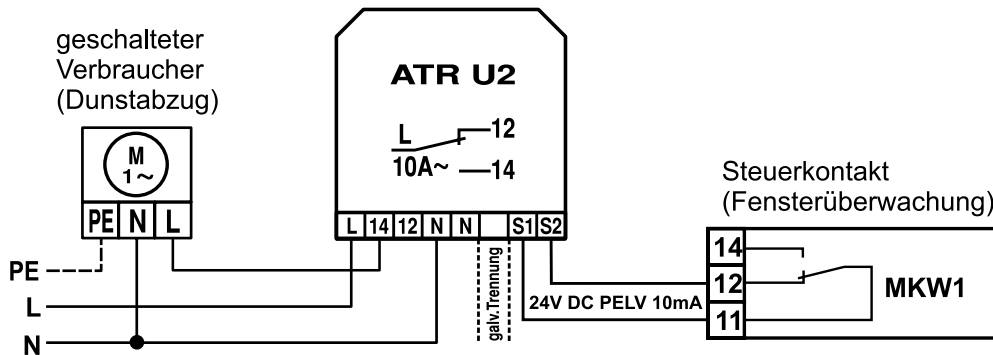 geschalteter
Verbraucher
(Dunstabzug)
M
1~
PE N L
ATR U2
L 12
10A~ 14
L 14 12 N N S1 S2
galv.Trennung
Steuerkontakt
(Fensterüberwachung)
14
12
11
MKW1
24V DC PELV 10mA
PE
L
N